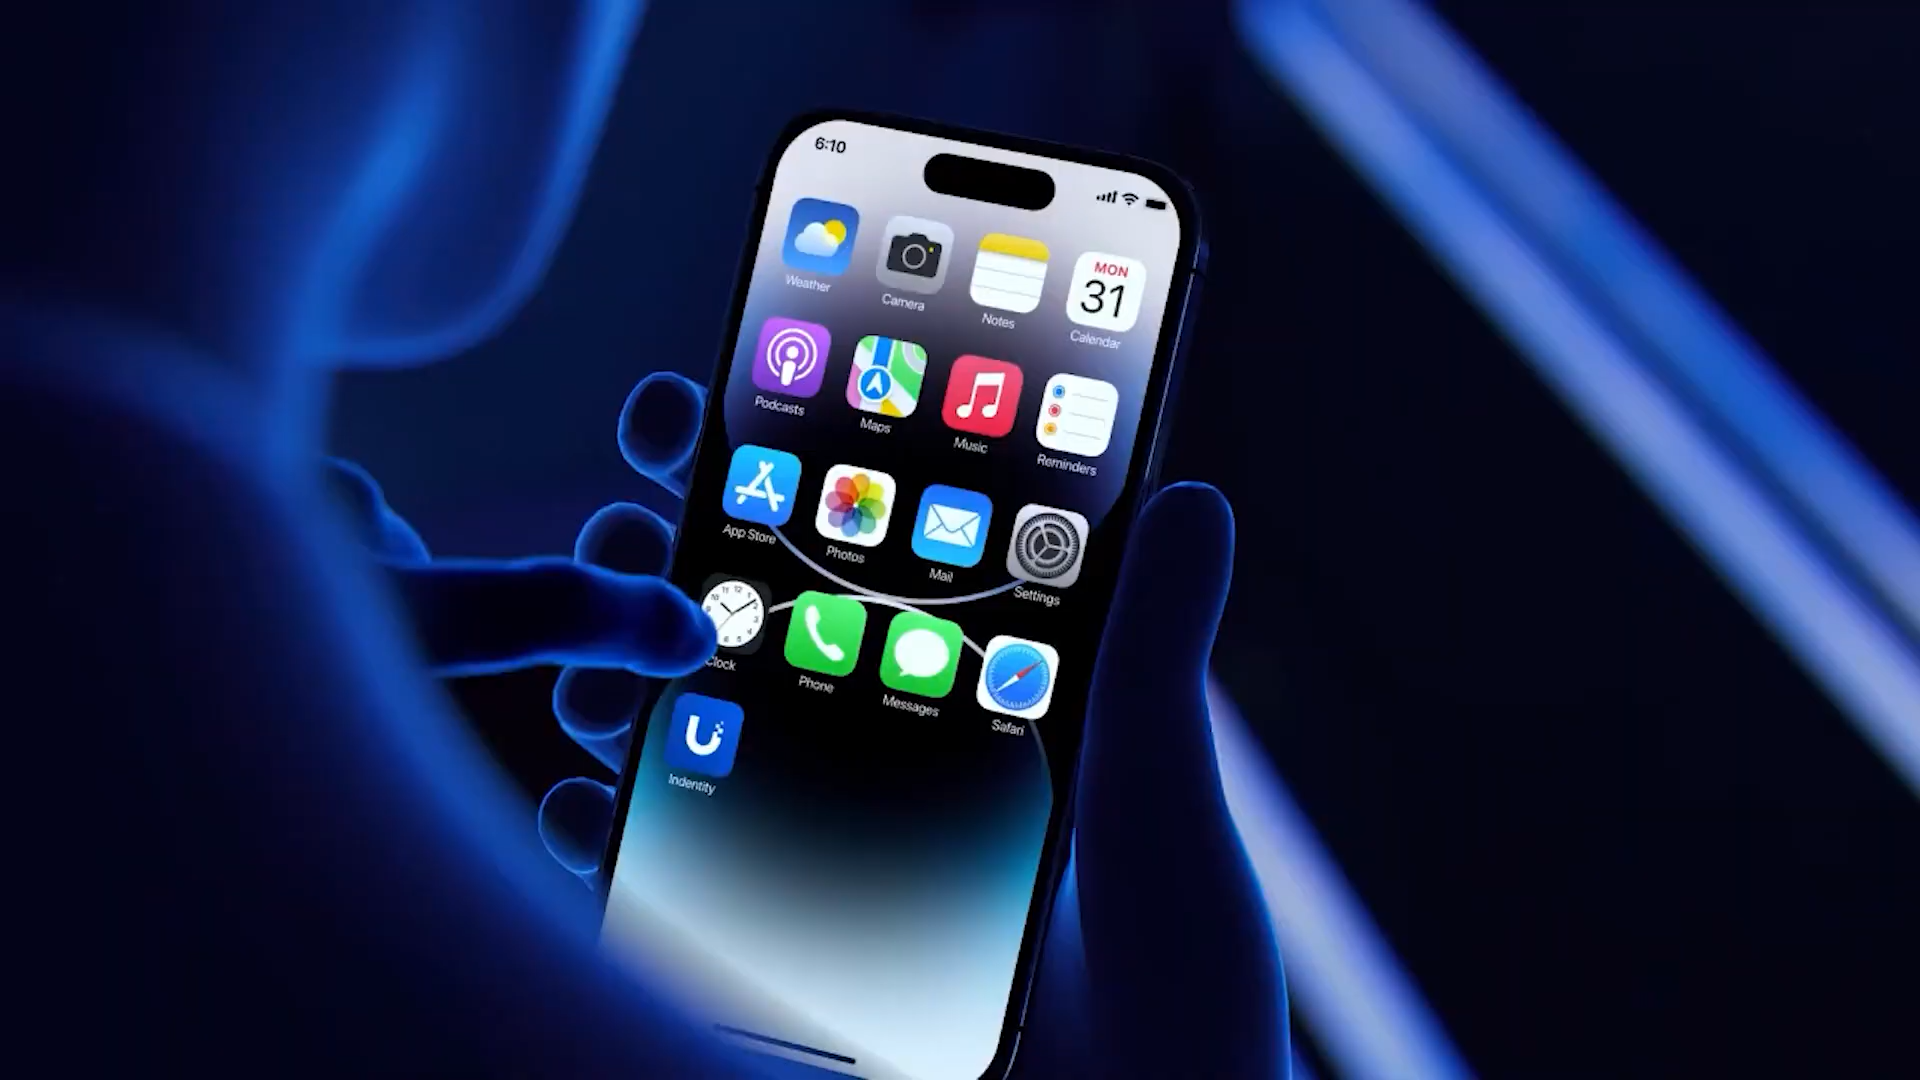 6:10
Weather
Camera
Notes
MON
31
Calendar
Podcasts
Maps
Music
Reminders
App Store
Photos
Mail
Settings
Clock
Phone
Messages
Safari
U
Indentity